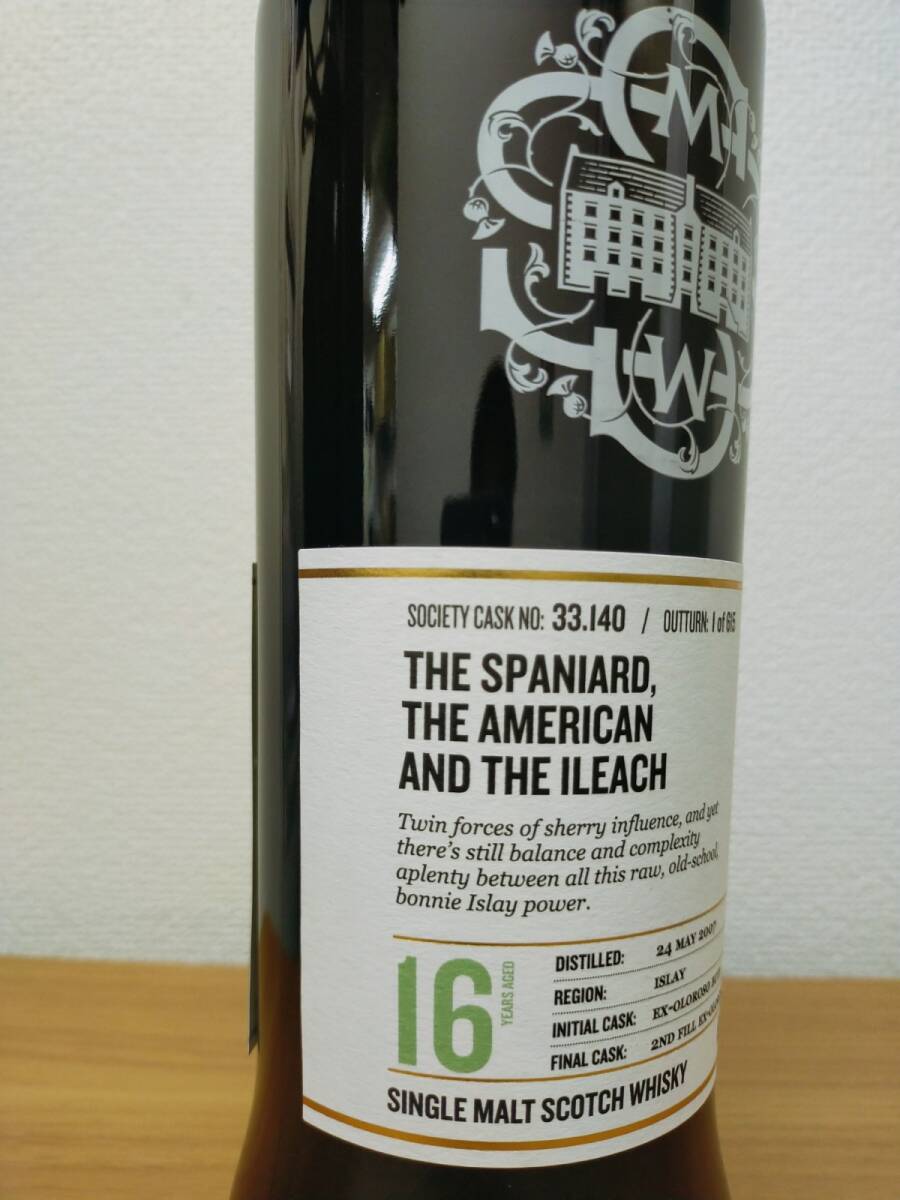 M
W
SOCIETY CASK NO: 33.140 / OUTTURN: 1 of 615
THE SPANIARD,
THE AMERICAN
AND THE ILEACH
Twin forces of sherry influence, and yet
there's still balance and complexity
aplenty between all this raw, old-school,
bonnie Islay power.
16
YEARS AGED
DISTILLED: 24 MAY 2007
REGION: ISLAY
INITIAL CASK: EX-OLOROSO
FINAL CASK: 2ND FILL
SINGLE MALT SCOTCH WHISKY